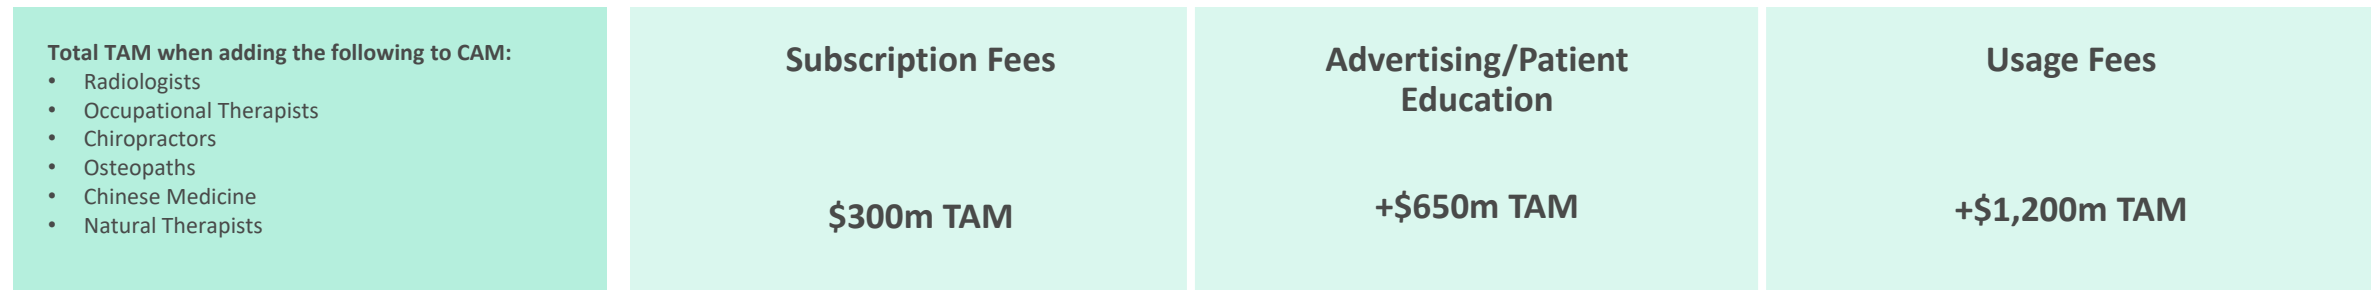 Total TAM when adding the following to CAM:
• Radiologists
• Occupational Therapists
• Chiropractors
• Osteopaths
• Chinese Medicine
• Natural Therapists
Subscription Fees
$300m TAM
Advertising/Patient
Education
+$650m TAM
Usage Fees
+$1,200m TAM